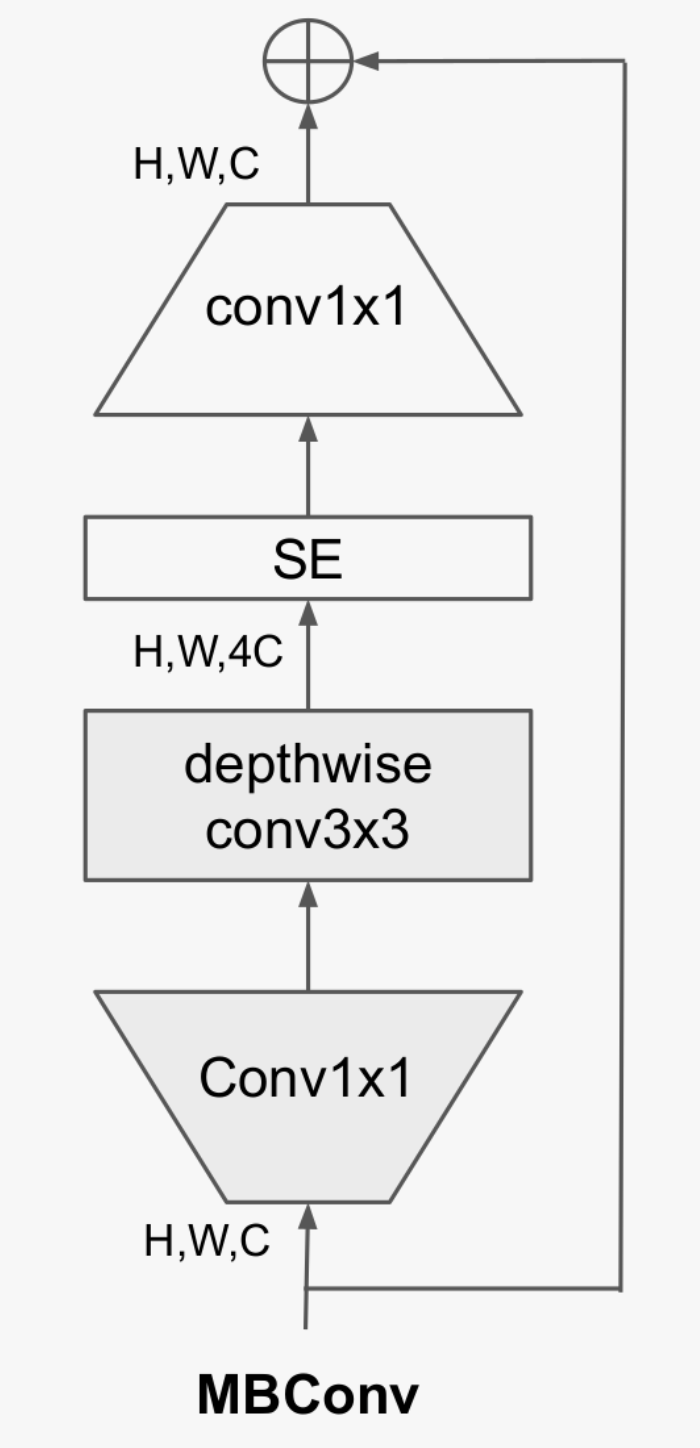 H,W,C
conv1x1
SE
H,W,4C
depthwise
conv3x3
Conv1x1
H,W,C
MBConv